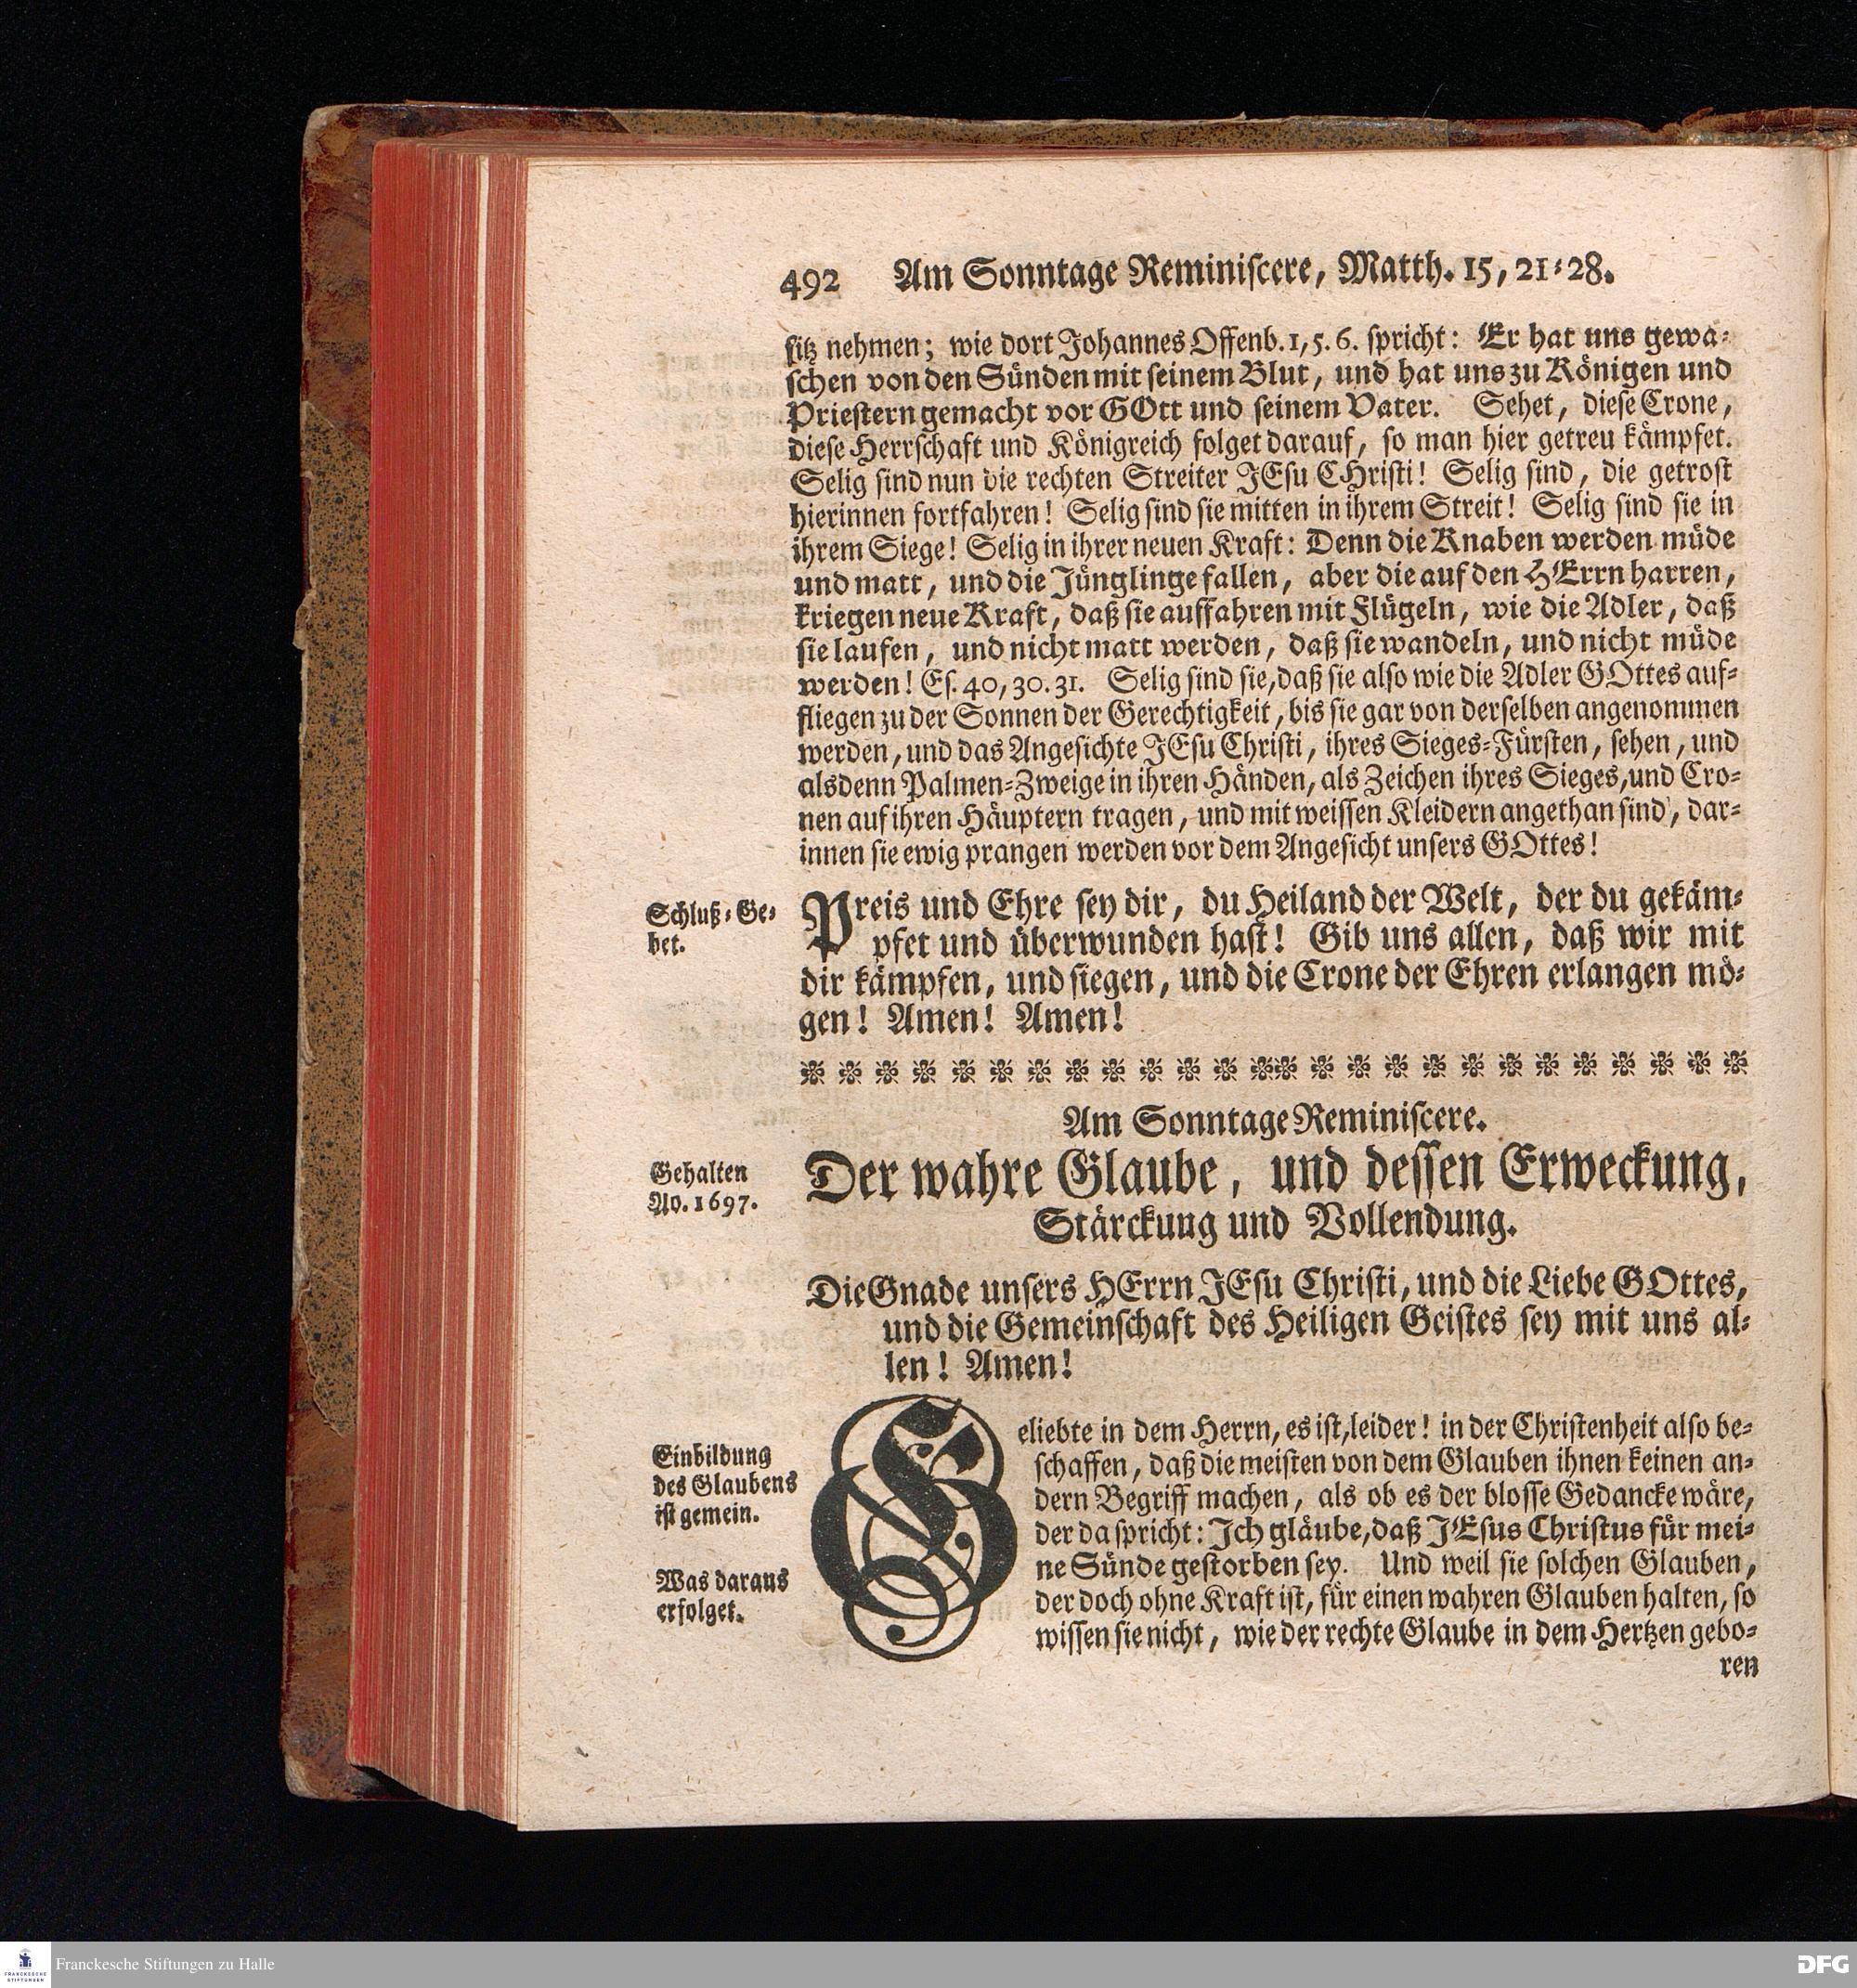 492 Am Sonntage Reminiscere, Matth. 15, 21-28.
sitz nehmen; wie dort Johannes Offenb. 1, 5. 6. spricht: Er hat uns gewa-
schen von den Sünden mit seinem Blut, und hat uns zu Königen und
Priestern gemacht vor GOtt und seinem Vater. Sehet, diese Crone,
diese Herrschaft und Königreich folget darauf, so man hier getreu kämpfet.
Selig sind nun die rechten Streiter JEsu CHristi! Selig sind, die getrost
hierinnen fortfahren! Selig sind sie mitten in ihrem Streit! Selig sind sie in
ihrem Siege! Selig in ihrer neuen Kraft: Denn die Knaben werden müde
und matt, und die Jünglinge fallen, aber die auf den HErrn harren,
kriegen neue Kraft, daß sie auffahren mit Flügeln, wie die Adler, daß
sie laufen, und nicht matt werden, daß sie wandeln, und nicht müde
werden! Es. 40, 30. 31. Selig sind sie, daß sie also wie die Adler GOttes auf-
fliegen zu der Sonnen der Gerechtigkeit, bis sie gar von derselben angenommen
werden, und das Angesichte JEsu Christi, ihres Sieges-Fürsten, sehen, und
alsdenn Palmen-Zweige in ihren Händen, als Zeichen ihres Sieges, und Cro-
nen auf ihren Häuptern tragen, und mit weissen Kleidern angethan sind, dar-
innen sie ewig prangen werden vor dem Angesicht unsers GOttes!
Schluß-Ge-
bet.
Preis und Ehre sey dir, du Heiland der Welt, der du gekäm-
pfet und überwunden hast! Gib uns allen, daß wir mit
dir kämpfen, und siegen, und die Crone der Ehren erlangen mö-
gen! Amen! Amen!
Am Sonntage Reminiscere.
Gehalten
Ao. 1697.
Der wahre Glaube, und dessen Erweckung,
Stärckung und Vollendung.
Die Gnade unsers HErrn JEsu Christi, und die Liebe GOttes,
und die Gemeinschaft des Heiligen Geistes sey mit uns al-
len! Amen!
Einbildung
des Glaubens
ist gemein.
Was daraus
erfolget.
Geliebte in dem Herrn, es ist, leider! in der Christenheit also be-
schaffen, daß die meisten von dem Glauben ihnen keinen an-
dern Begriff machen, als ob es der blosse Gedancke wäre,
der da spricht: Ich gläube, daß JEsus Christus für mei-
ne Sünde gestorben sey. Und weil sie solchen Glauben,
der doch ohne Kraft ist, für einen wahren Glauben halten, so
wissen sie nicht, wie der rechte Glaube in dem Hertzen gebo-
ren
FRANCKESCHE
STIFTUNGEN
Franckesche Stiftungen zu Halle
DFG